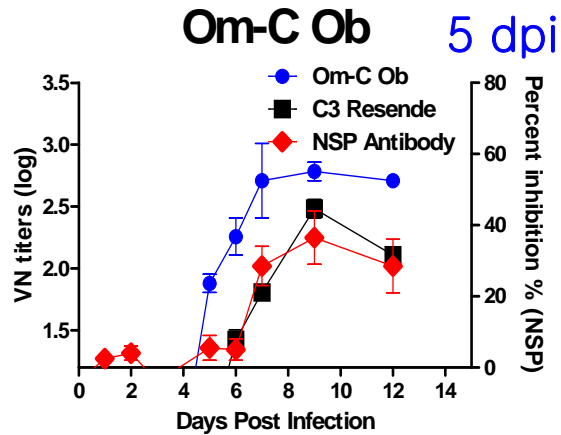 Om-C Ob
5 dpi
Om-C Ob
C3 Resende
NSP Antibody
VN titers (log)
3.5
3.0
2.5
2.0
1.5
80
60
40
20
0
Percent inhibition % (NSP)
0 2 4 6 8 10 12 14
Days Post Infection